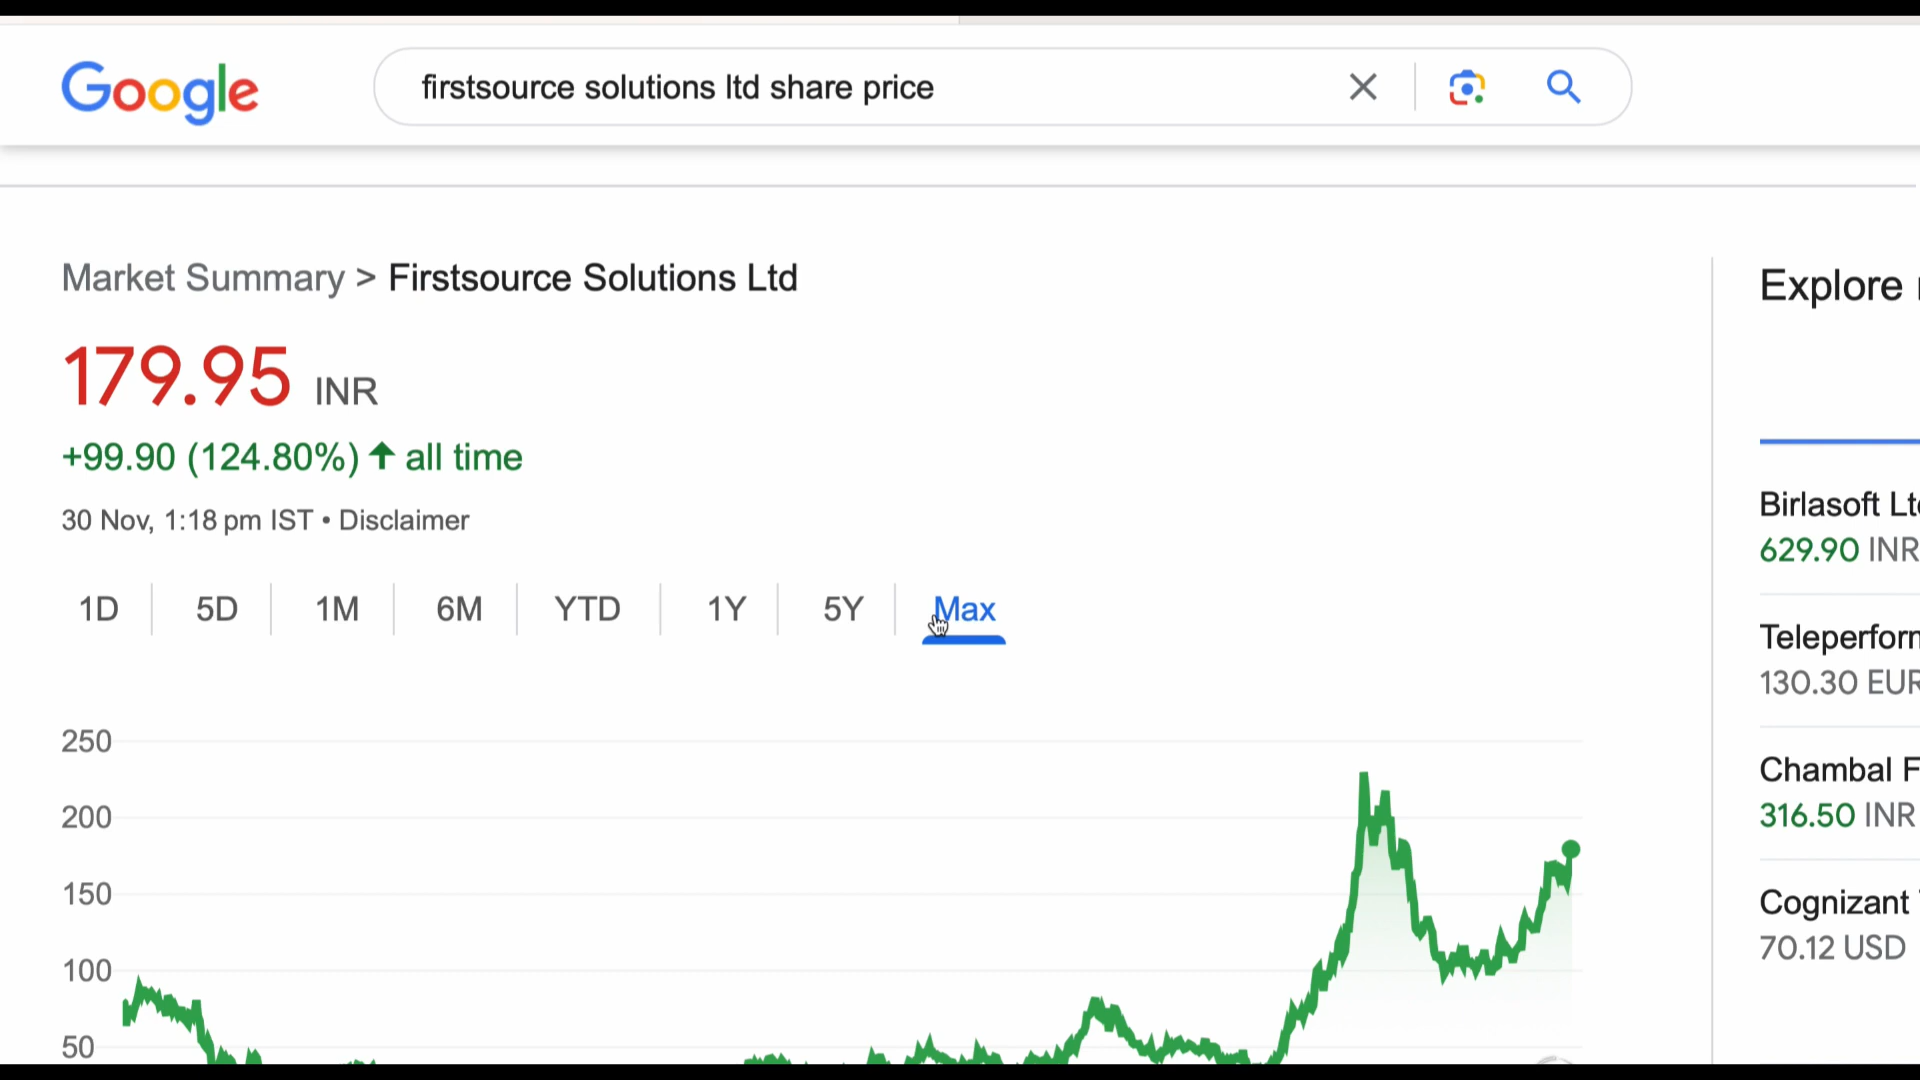 Google
firstsource solutions ltd share price
Market Summary > Firstsource Solutions Ltd
179.95 INR
+99.90 (124.80%) ↑ all time
30 Nov, 1:18 pm IST • Disclaimer
1D
5D
1M
6M
YTD
1Y
5Y
Max
250
200
150
100
50
Explore
Birlasoft
629.90 INR
130.30 EUR
Chambal
316.50 INR
Cognizant
70.12 USD